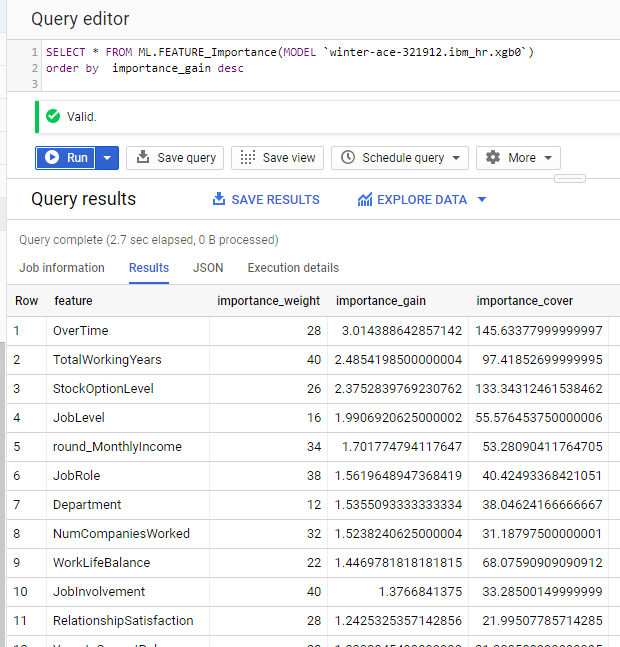 Query editor
1 SELECT * FROM ML.FEATURE_Importance(MODEL `winter-ace-321912.ibm_hr.xgb0`)
2 order by  importance_gain desc
3
Valid.
Run Save query Save view Schedule query More
Query results SAVE RESULTS EXPLORE DATA
Query complete (2.7 sec elapsed, 0 B processed)
Job information Results JSON Execution details
Row feature importance_weight importance_gain importance_cover
1 OverTime 28 3.014388642857142 145.63377999999997
2 TotalWorkingYears 40 2.4854198500000004 97.41852699999995
3 StockOptionLevel 26 2.3752839769230762 133.34312461538462
4 JobLevel 16 1.9906920625000002 55.576453750000006
5 round_MonthlyIncome 34 1.701774794117647 53.28090411764705
6 JobRole 38 1.5619648947368419 40.42493368421051
7 Department 12 1.5355093333333334 38.04624166666667
8 NumCompaniesWorked 32 1.5238240625000004 31.18797500000001
9 WorkLifeBalance 22 1.4469781818181815 68.07590909090912
10 JobInvolvement 40 1.3766841375 33.28500149999999
11 RelationshipSatisfaction 28 1.2425325357142856 21.99507785714285